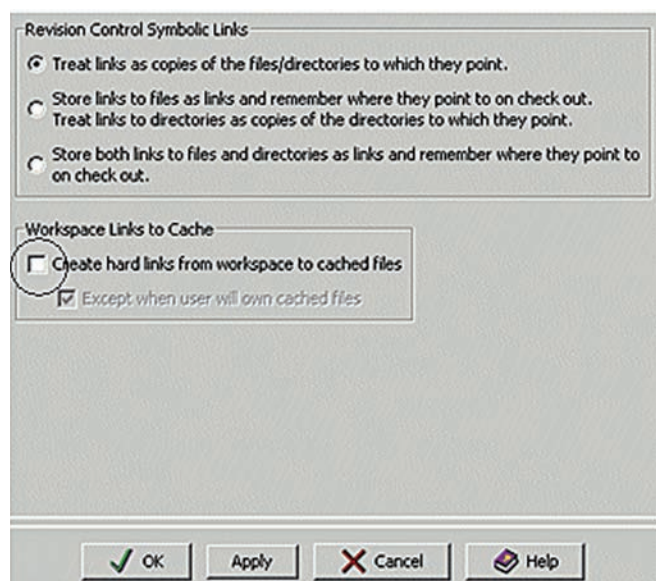 Revision Control Symbolic Links
Treat links as copies of the files/directories to which they point.
Store links to files as links and remember where they point to on check out.
Treat links to directories as copies of the directories to which they point.
Store both links to files and directories as links and remember where they point to
on check out.
Workspace Links to Cache
Create hard links from workspace to cached files
Except when user will own cached files
OK Apply Cancel Help